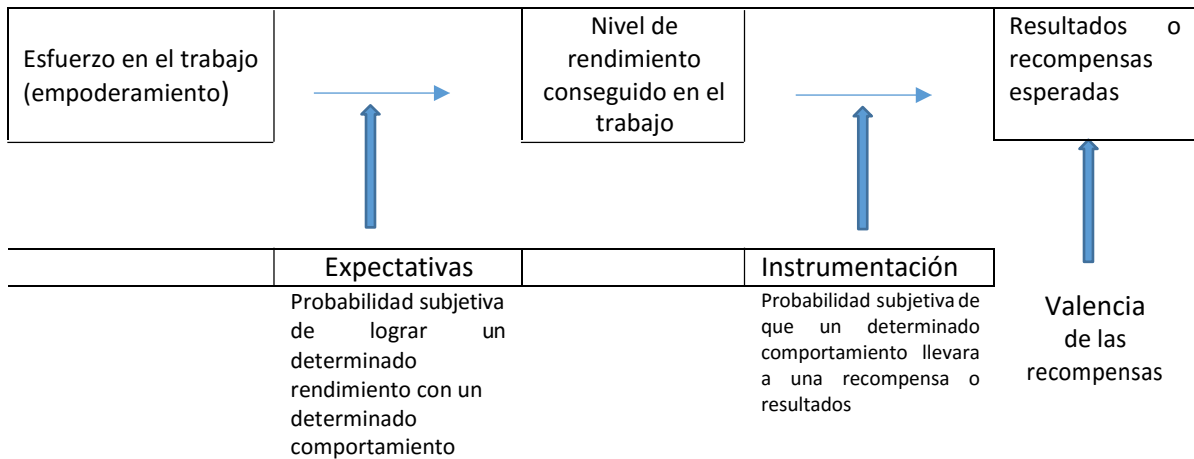 Esfuerzo en el trabajo
(empoderamiento)
Nivel de
rendimiento
conseguido en el
trabajo
Resultados o
recompensas
esperadas
Expectativas
Probabilidad subjetiva
de lograr un
determinado
rendimiento con un
determinado
comportamiento
Instrumentación
Probabilidad subjetiva de
que un determinado
comportamiento llevara
a una recompensa o
resultados
Valencia
de las
recompensas